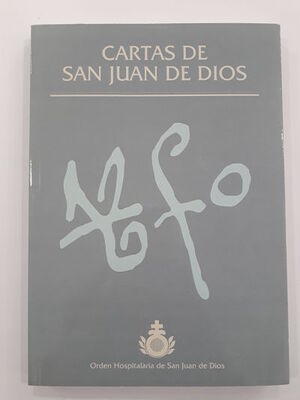 CARTAS DE
SAN JUAN DE DIOS
Orden Hospitalaria de San Juan de Dios